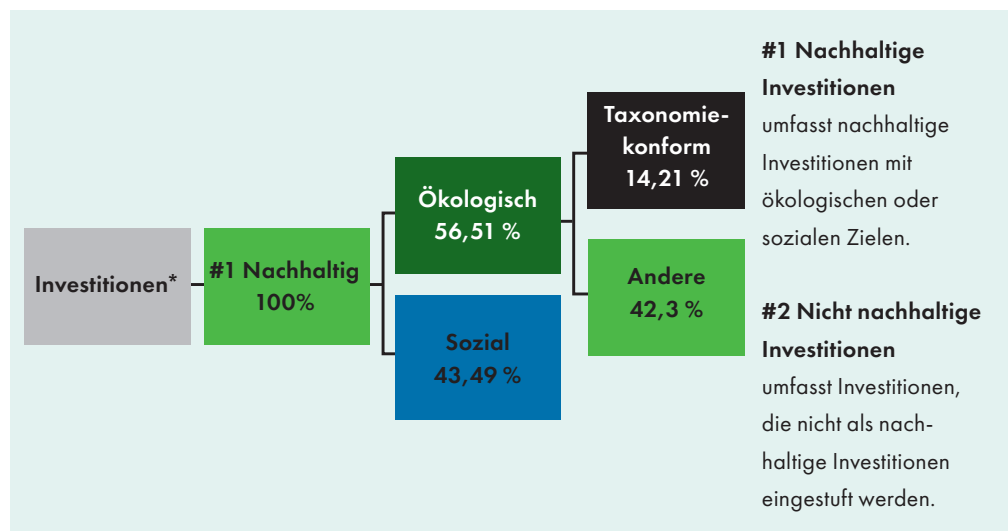 Investitionen*
#1 Nachhaltig
100%
Ökologisch
56,51 %
Sozial
43,49 %
Taxonomie-
konform
14,21 %
Andere
42,3 %
#1 Nachhaltige
Investitionen
umfasst nachhaltige
Investitionen mit
ökologischen oder
sozialen Zielen.
#2 Nicht nachhaltige
Investitionen
umfasst Investitionen,
die nicht als nach-
haltige Investitionen
eingestuft werden.